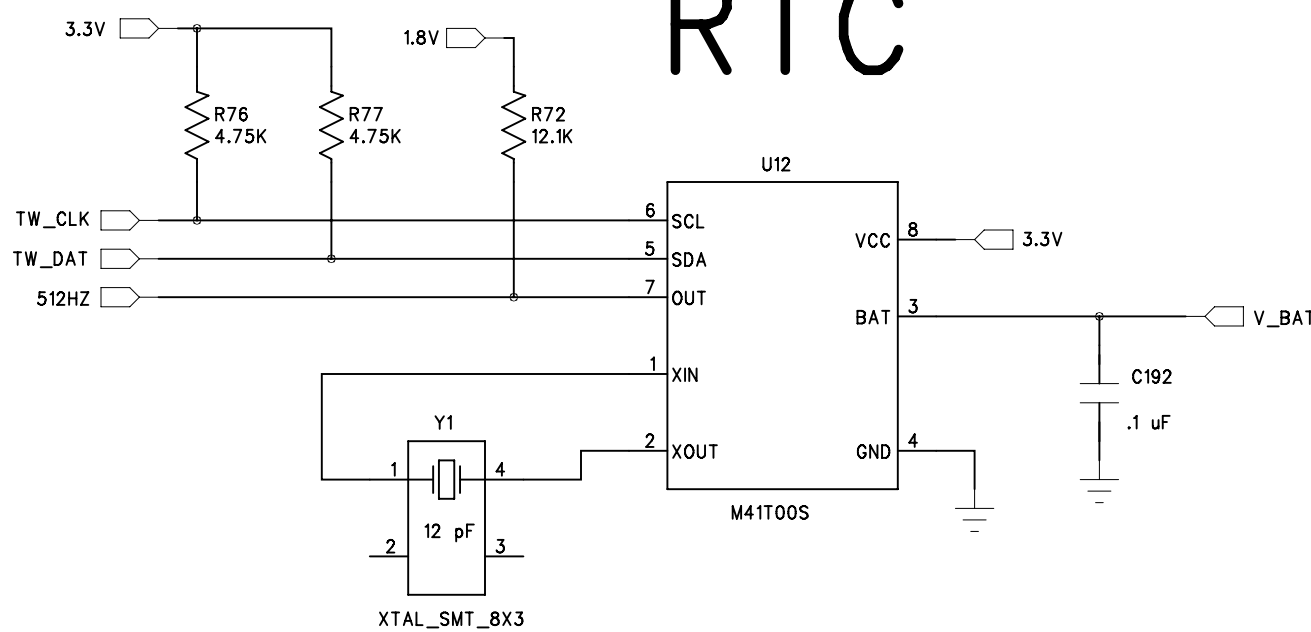 RTC
3.3V
1.8V
R76
4.75K
R77
4.75K
R72
12.1K
U12
TW_CLK
6
SCL
TW_DAT
5
SDA
512HZ
7
OUT
VCC
8
3.3V
BAT
3
V_BAT
1
XIN
C192
.1 uF
Y1
2
XOUT
GND
4
1
4
M41T00S
12 pF
2
3
XTAL_SMT_8X3